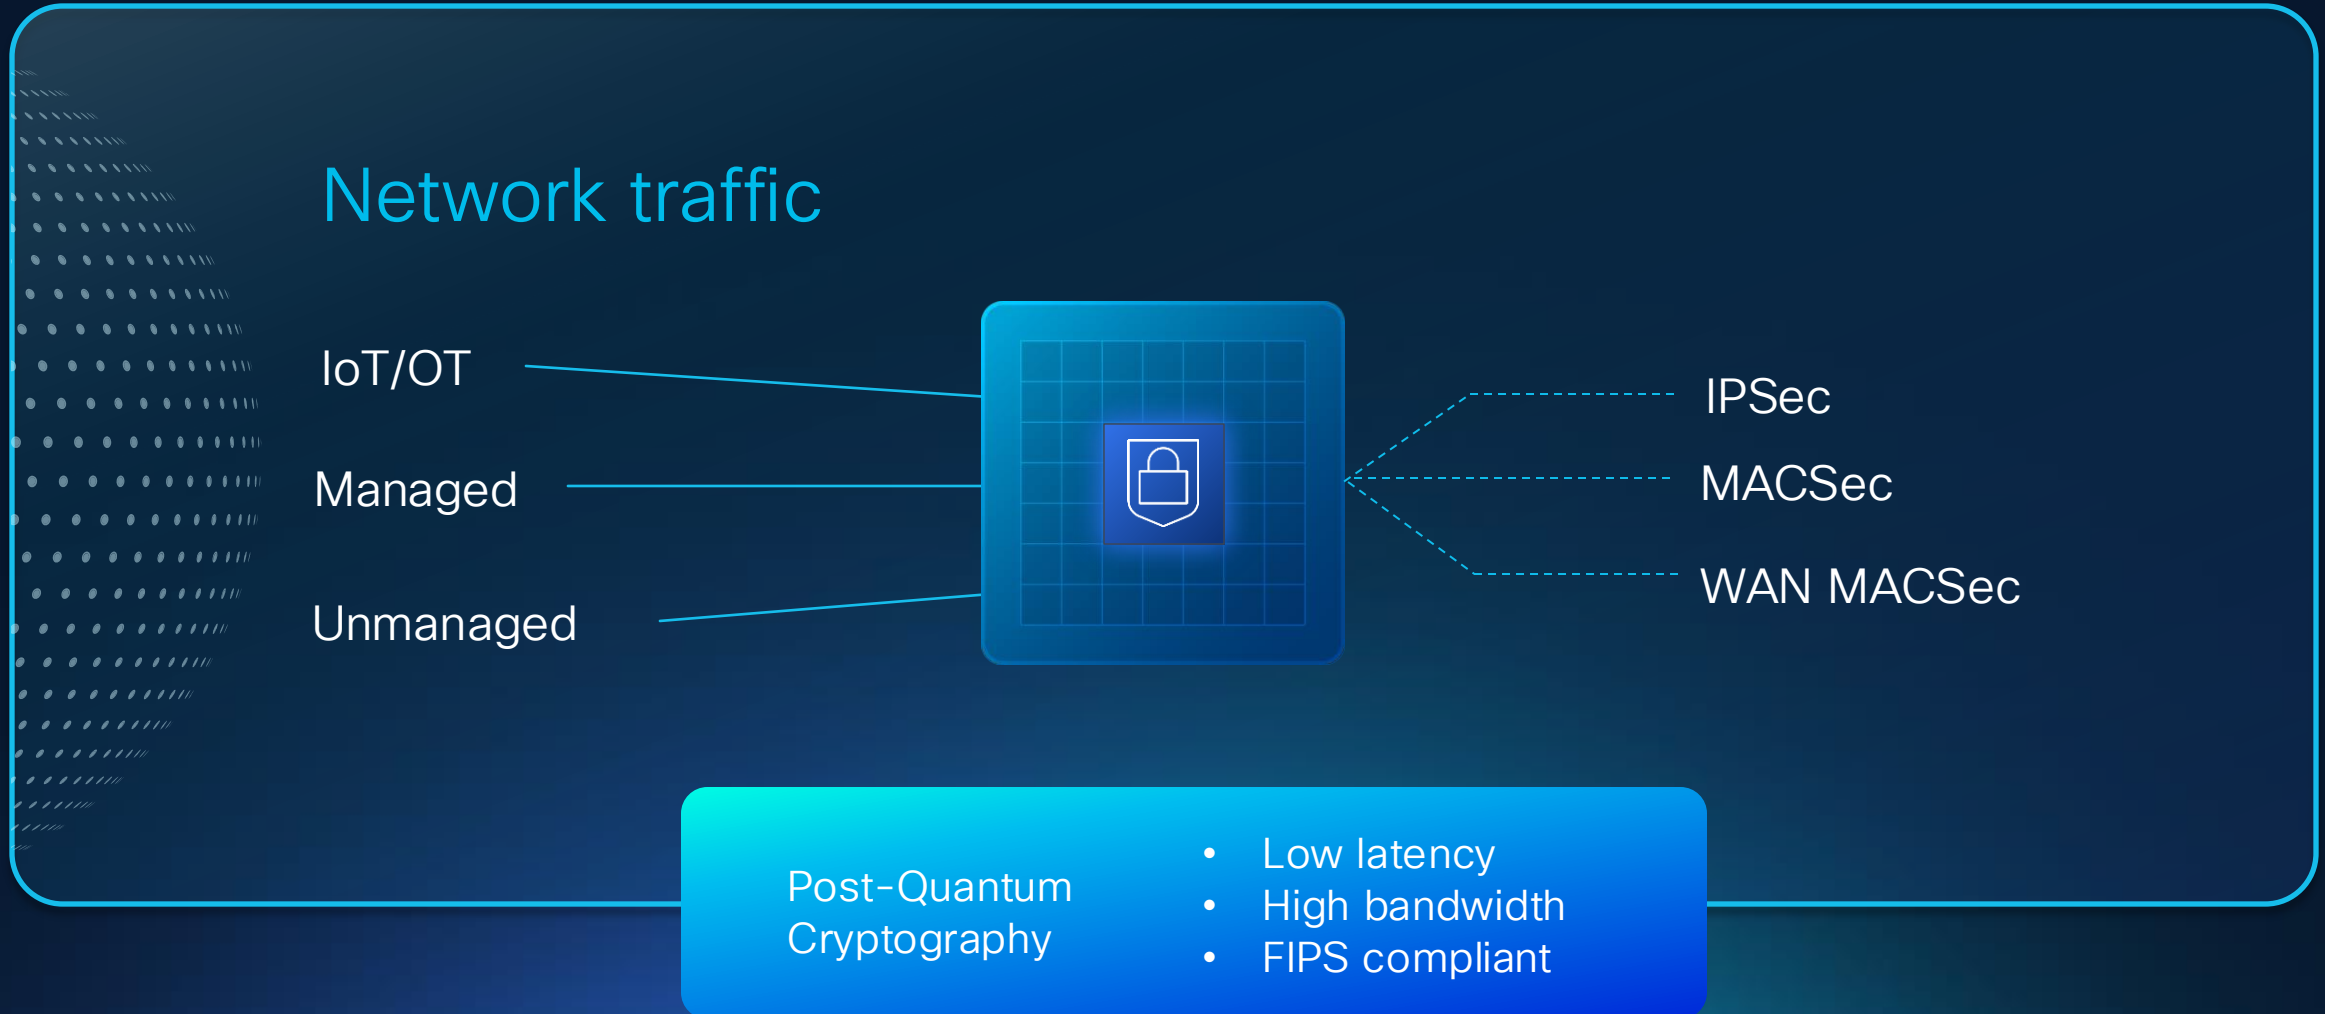 Network traffic
IoT/OT
Managed
Unmanaged
IPSec
MACSec
WAN MACSec
Post-Quantum
Cryptography
• Low latency
• High bandwidth
• FIPS compliant